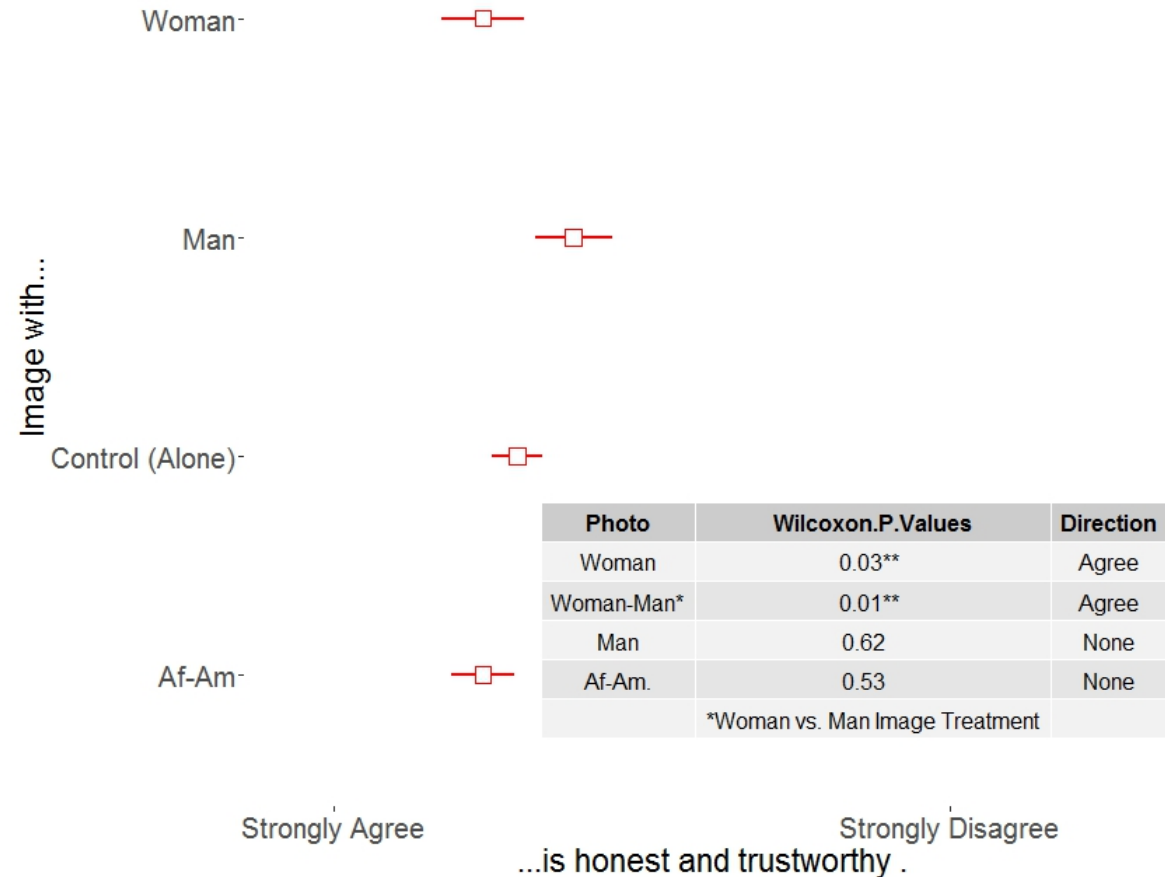 Woman
Man
Image with...
Control (Alone)
Photo Wilcoxon.P.Values Direction
Woman 0.03** Agree
Woman-Man* 0.01** Agree
Man 0.62 None
Af-Am. 0.53 None
*Woman vs. Man Image Treatment
Af-Am
Strongly Agree Strongly Disagree
...is honest and trustworthy .